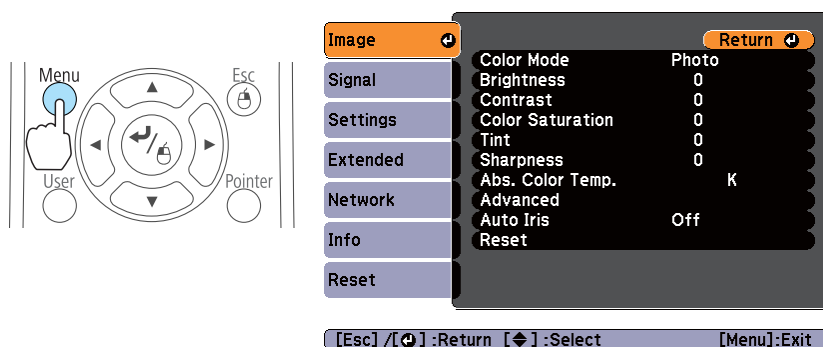 Menu
Esc
User
Pointer
Image
Signal
Settings
Extended
Network
Info
Reset
Return
Color Mode Photo
Brightness 0
Contrast 0
Color Saturation 0
Tint 0
Sharpness 0
Abs. Color Temp. K
Advanced
Auto Iris Off
Reset
[Esc] /[ ] :Return [ ] :Select [Menu]:Exit